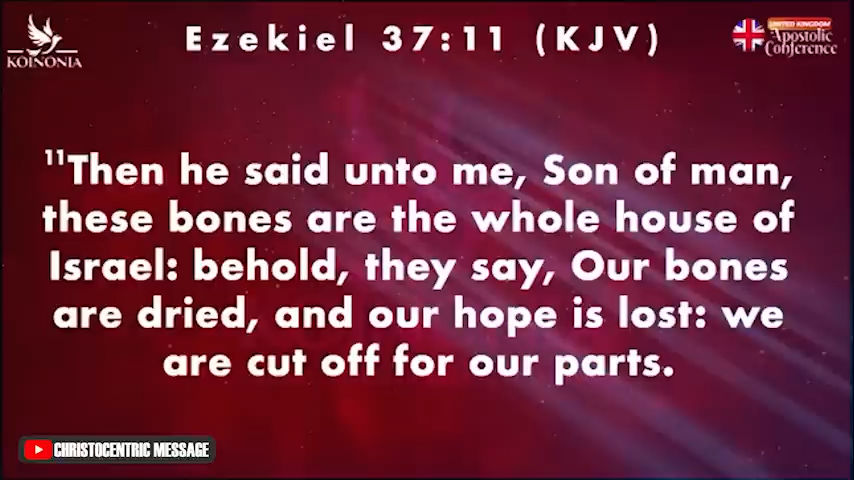 KOINONIA
Ezekiel 37:11 (KJV)
UNITED KINGDOM
Apostolic
Conference
¹¹Then he said unto me, Son of man,
these bones are the whole house of
Israel: behold, they say, Our bones
are dried, and our hope is lost: we
are cut off for our parts.
CHRISTOCENTRIC MESSAGE